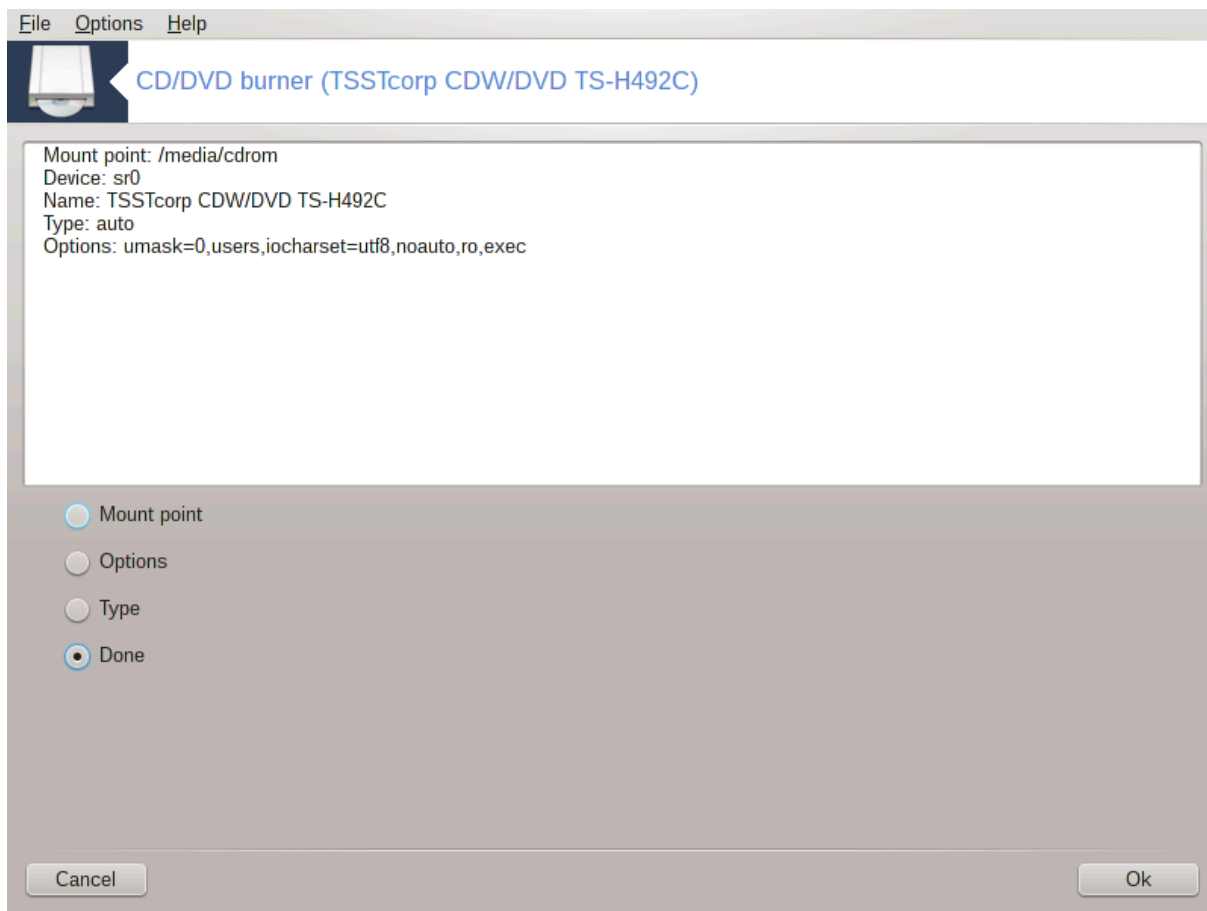 File Options Help
CD/DVD burner (TSSTcorp CDW/DVD TS-H492C)
Mount point: /media/cdrom
Device: sr0
Name: TSSTcorp CDW/DVD TS-H492C
Type: auto
Options: umask=0,users,iocharset=utf8,noauto,ro,exec
Mount point
Options
Type
Done
Cancel Ok